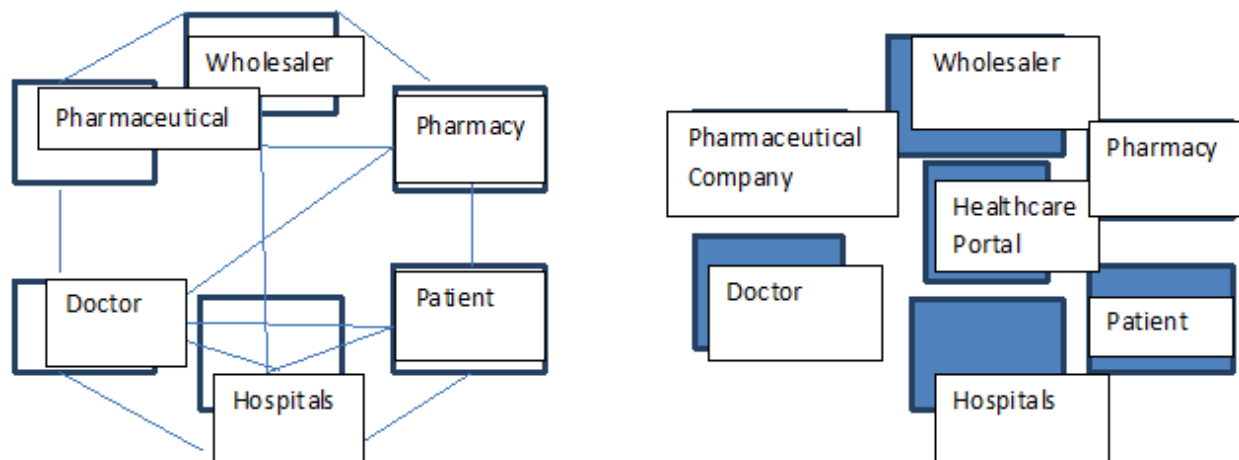 Wholesaler
Pharmaceutical
Pharmacy
Doctor
Patient
Hospitals
Wholesaler
Pharmaceutical
Company
Pharmacy
Healthcare
Portal
Doctor
Patient
Hospitals